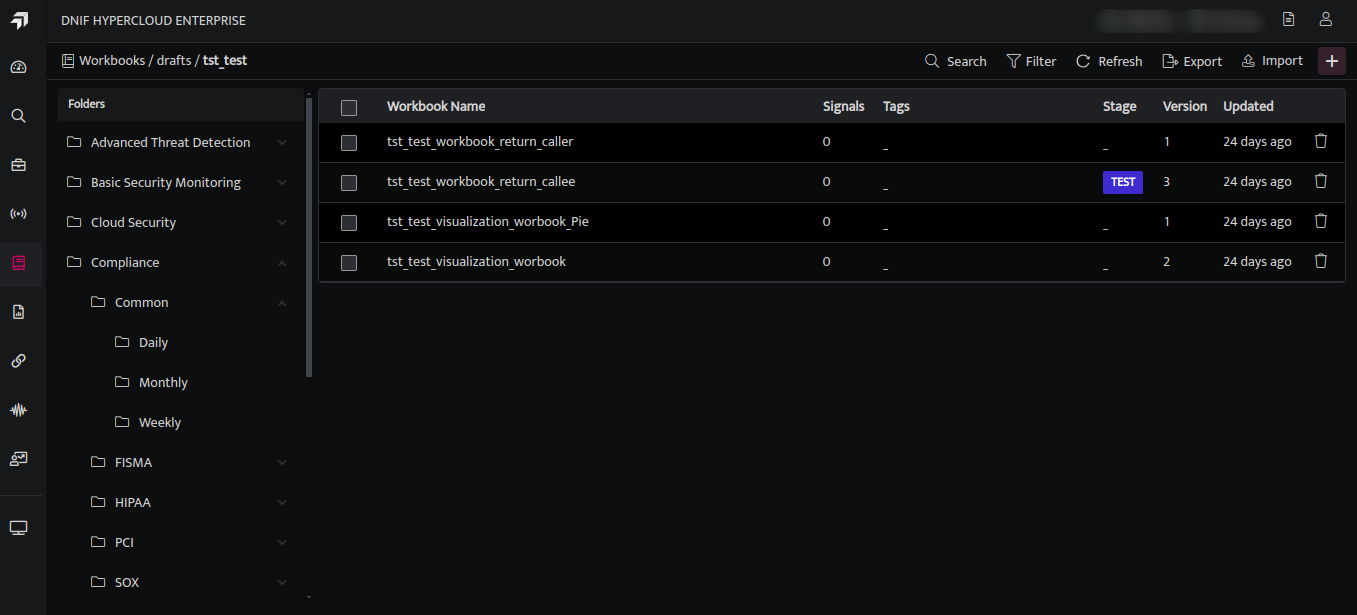 DNIF HYPERCLOUD ENTERPRISE
Workbooks / drafts / tst_test
Search Filter Refresh Export Import +
Folders
Advanced Threat Detection
Basic Security Monitoring
Cloud Security
Compliance
Common
Daily
Monthly
Weekly
FISMA
HIPAA
PCI
SOX
Workbook Name Signals Tags Stage Version Updated
tst_test_workbook_return_caller 0 _ _ 1 24 days ago
tst_test_workbook_return_callee 0 _ TEST 3 24 days ago
tst_test_visualization_worbook_Pie 0 _ _ 1 24 days ago
tst_test_visualization_worbook 0 _ _ 2 24 days ago